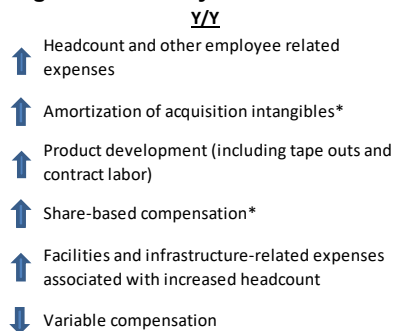 Y/Y
Headcount and other employee related
expenses
Amortization of acquisition intangibles*
Product development (including tape outs and
contract labor)
Share-based compensation*
Facilities and infrastructure-related expenses
associated with increased headcount
Variable compensation